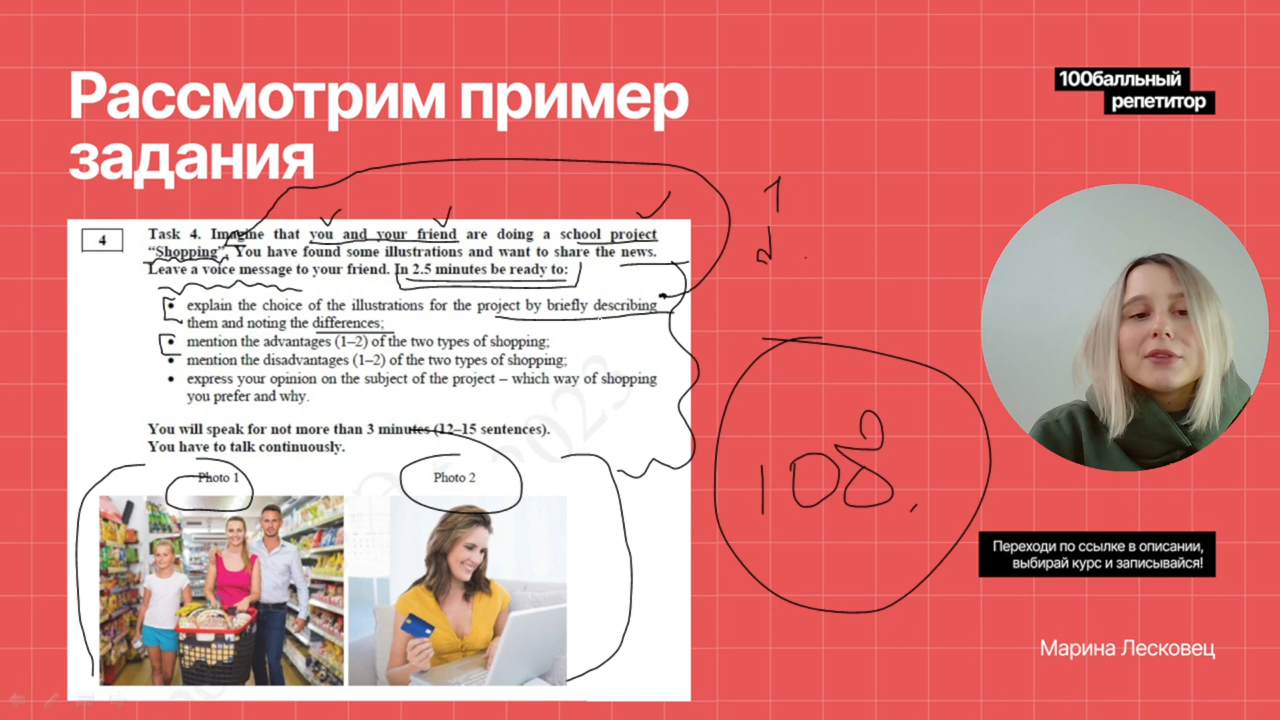 Рассмотрим пример
задания
100балльный
репетитор
4
Task 4. Imagine that you and your friend are doing a school project
“Shopping”. You have found some illustrations and want to share the news.
Leave a voice message to your friend. In 2.5 minutes be ready to:
• explain the choice of the illustrations for the project by briefly describing
them and noting the differences;
• mention the advantages (1–2) of the two types of shopping;
• mention the disadvantages (1–2) of the two types of shopping;
• express your opinion on the subject of the project – which way of shopping
you prefer and why.
You will speak for not more than 3 minutes (12–15 sentences).
You have to talk continuously.
Photo 1
Photo 2
108.
Переходи по ссылке в описании,
выбирай курс и записывайся!
Марина Лесковец